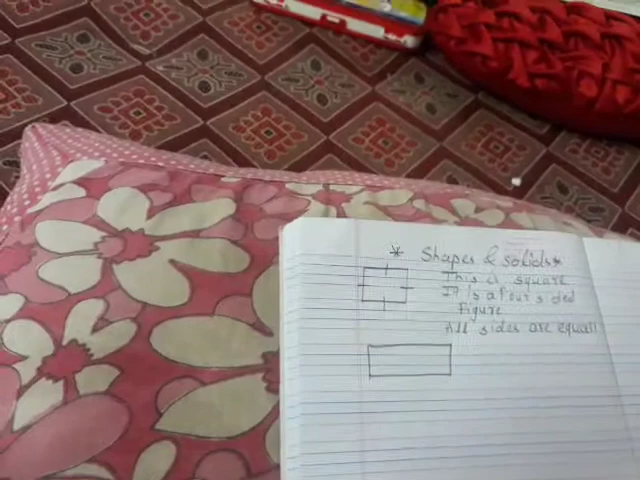 * Shapes & solids *
This is square
It is a four sided
Figure
All sides are equal